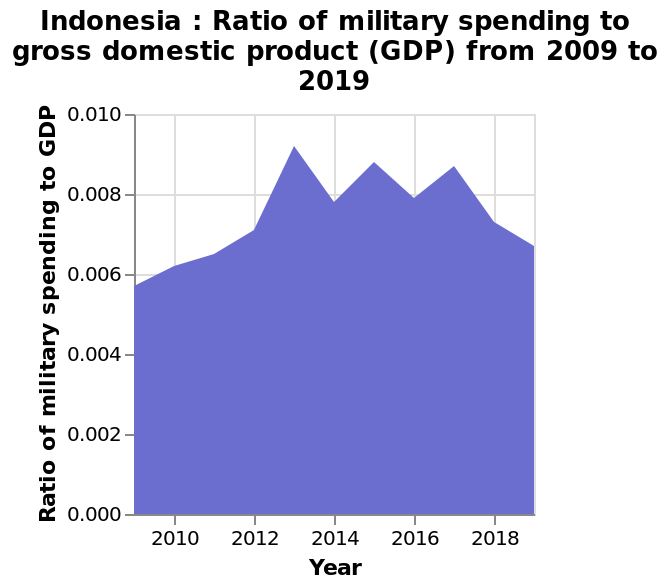 Indonesia : Ratio of military spending to
gross domestic product (GDP) from 2009 to
2019
Ratio of military spending to GDP
0.010
0.008
0.006
0.004
0.002
0.000
2010 2012 2014 2016 2018
Year